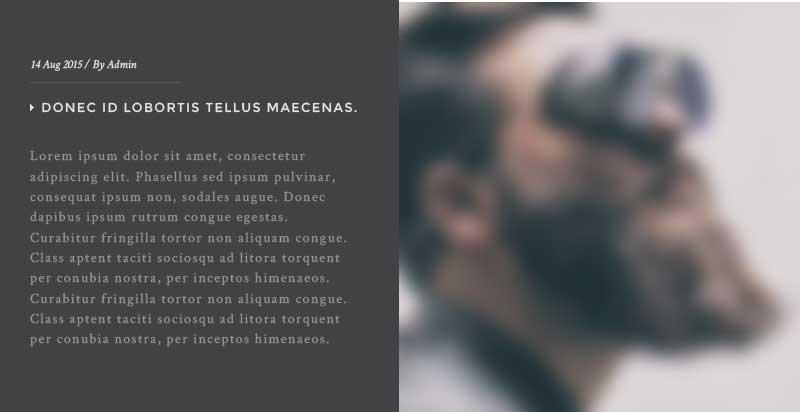 14 Aug 2015 / By Admin
DONEC ID LOBORTIS TELLUS MAECENAS.
Lorem ipsum dolor sit amet, consectetur
adipiscing elit. Phasellus sed ipsum pulvinar,
consequat ipsum non, sodales augue. Donec
dapibus ipsum rutrum congue egestas.
Curabitur fringilla tortor non aliquam congue.
Class aptent taciti sociosqu ad litora torquent
per conubia nostra, per inceptos himenaeos.
Curabitur fringilla tortor non aliquam congue.
Class aptent taciti sociosqu ad litora torquent
per conubia nostra, per inceptos himenaeos.